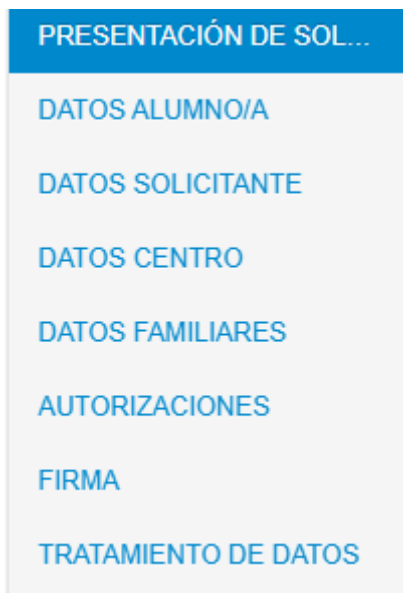 PRESENTACIÓN DE SOL...
DATOS ALUMNO/A
DATOS SOLICITANTE
DATOS CENTRO
DATOS FAMILIARES
AUTORIZACIONES
FIRMA
TRATAMIENTO DE DATOS